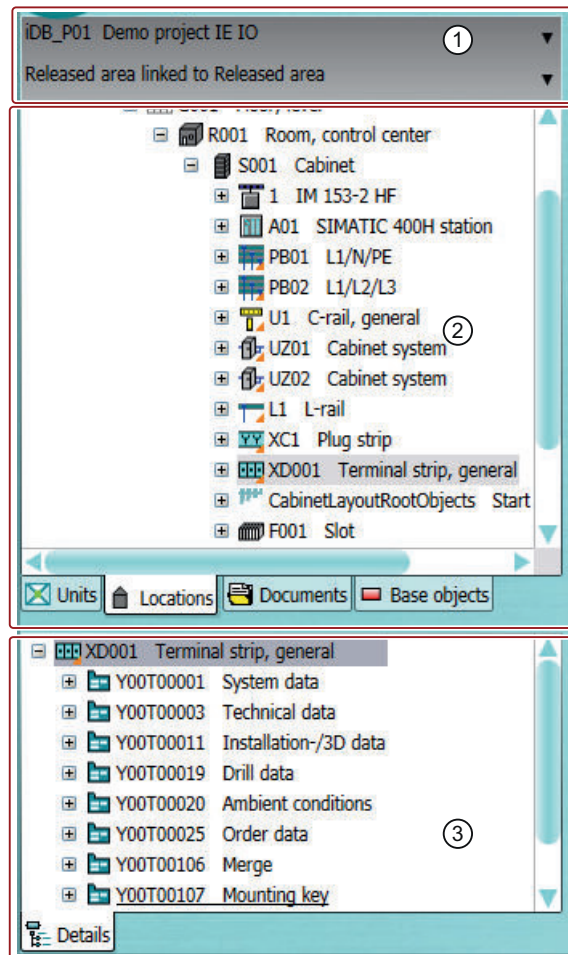 iDB_P01 Demo project IE IO
1
Released area linked to Released area
R001 Room, control center
S001 Cabinet
1 IM 153-2 HF
A01 SIMATIC 400H station
PB01 L1/N/PE
PB02 L1/L2/L3
U1 C-rail, general
2
UZ01 Cabinet system
UZ02 Cabinet system
L1 L-rail
XC1 Plug strip
XD001 Terminal strip, general
CabinetLayoutRootObjects Start
F001 Slot
Units Locations Documents Base objects
XD001 Terminal strip, general
Y00T00001 System data
Y00T00003 Technical data
Y00T00011 Installation-/3D data
Y00T00019 Drill data
Y00T00020 Ambient conditions
Y00T00025 Order data
3
Y00T00106 Merge
Y00T00107 Mounting key
Details